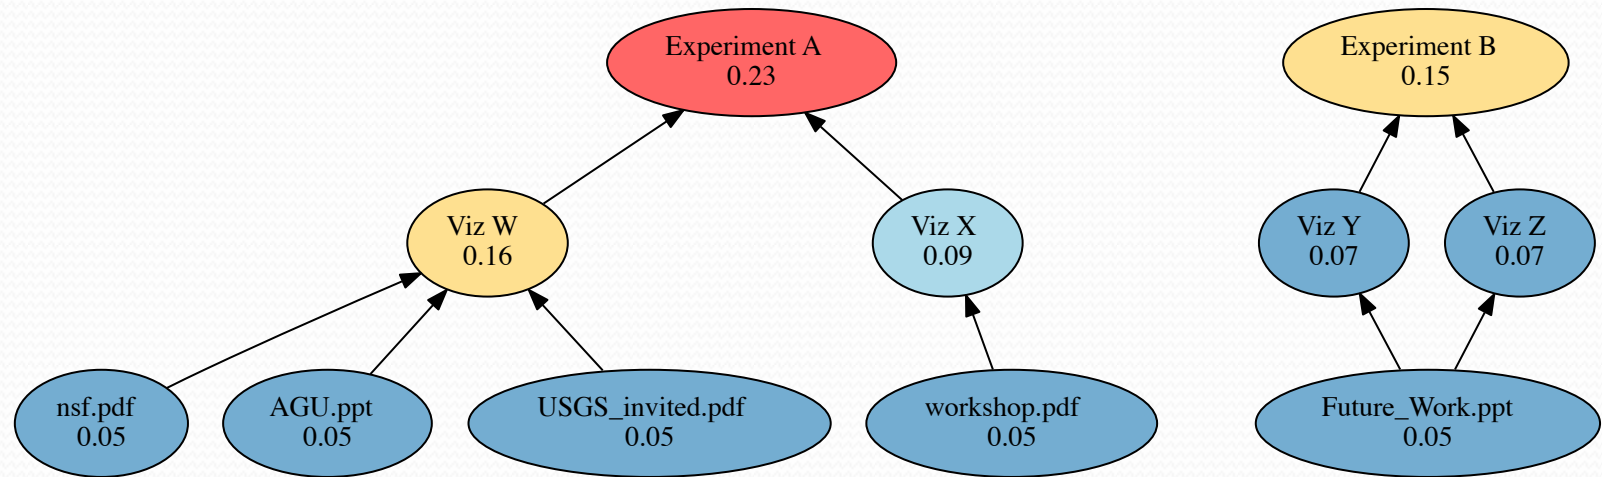 Experiment A
0.23
Experiment B
0.15
Viz W
0.16
Viz X
0.09
Viz Y
0.07
Viz Z
0.07
nsf.pdf
0.05
AGU.ppt
0.05
USGS_invited.pdf
0.05
workshop.pdf
0.05
Future_Work.ppt
0.05